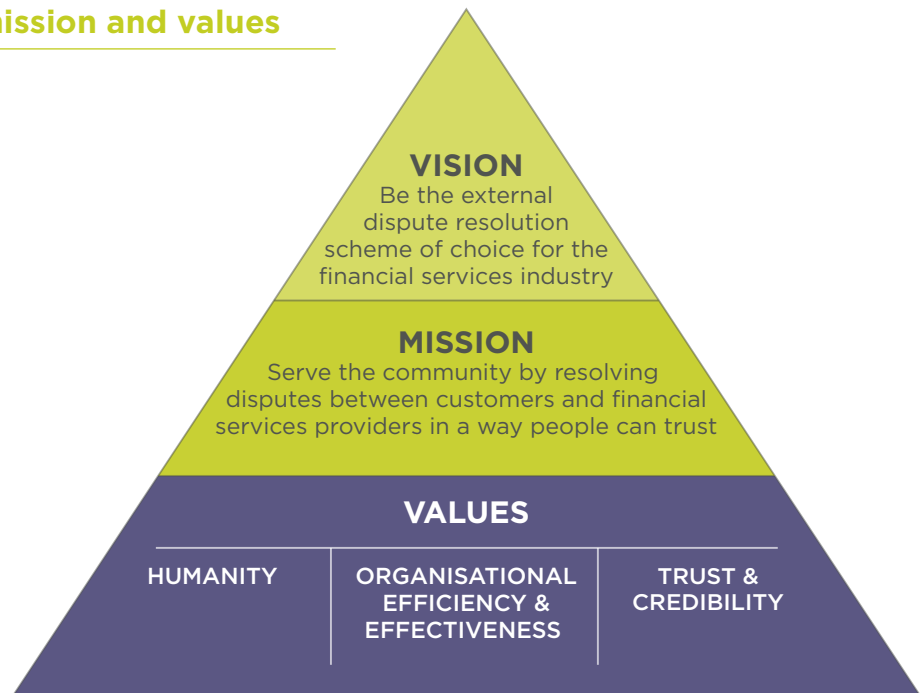 mission and values
VISION
Be the external
dispute resolution
scheme of choice for the
financial services industry
MISSION
Serve the community by resolving
disputes between customers and financial
services providers in a way people can trust
VALUES
HUMANITY
ORGANISATIONAL
EFFICIENCY &
EFFECTIVENESS
TRUST &
CREDIBILITY